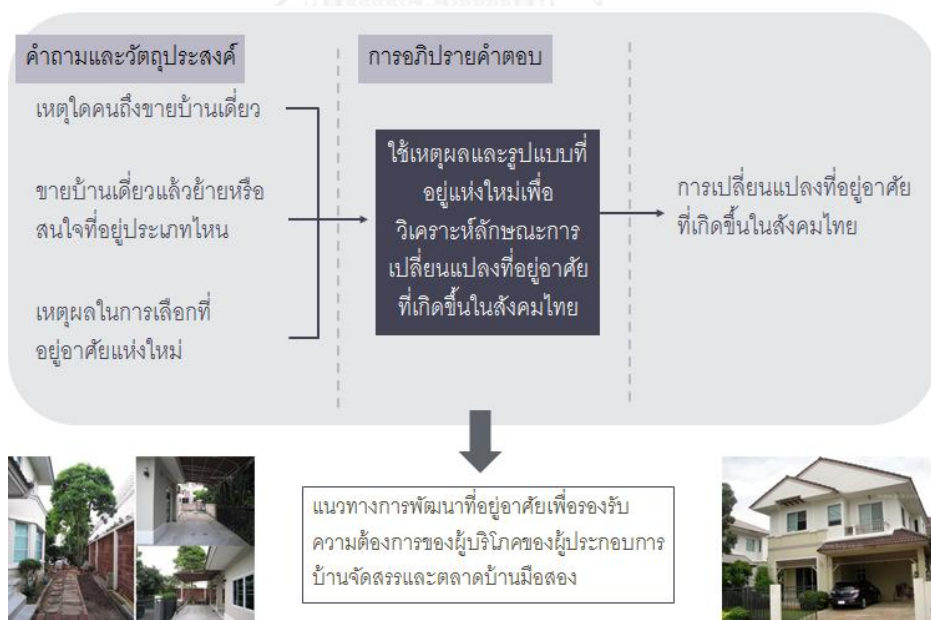 คำถามและวัตถุประสงค์
เหตุใดคนถึงขายบ้านเดี่ยว
ขายบ้านเดี่ยวแล้วย้ายหรือ
สนใจที่อยู่ประเภทไหน
เหตุผลในการเลือกที่
อยู่อาศัยแห่งใหม่
การอภิปรายคำตอบ
ใช้เหตุผลและรูปแบบที่
อยู่แห่งใหม่เพื่อ
วิเคราะห์ลักษณะการ
เปลี่ยนแปลงที่อยู่อาศัย
ที่เกิดขึ้นในสังคมไทย
การเปลี่ยนแปลงที่อยู่อาศัย
ที่เกิดขึ้นในสังคมไทย
แนวทางการพัฒนาที่อยู่อาศัยเพื่อรองรับ
ความต้องการของผู้บริโภคของผู้ประกอบการ
บ้านจัดสรรและตลาดบ้านมือสอง